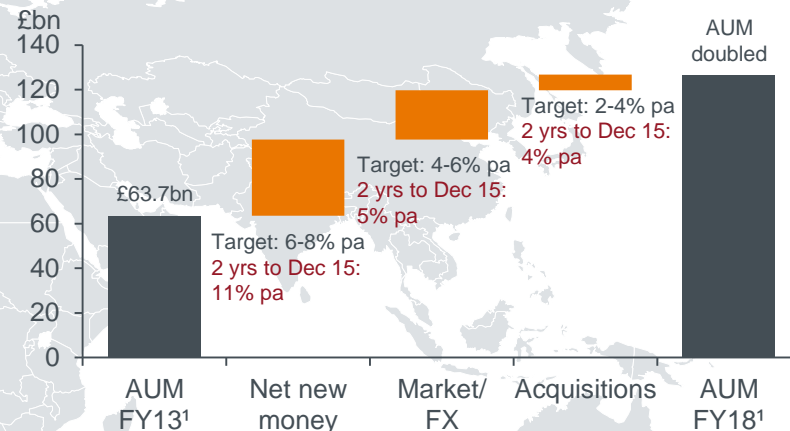 £bn
140
120
100
80
60
40
20
0
£63.7bn
Target: 6-8% pa
2 yrs to Dec 15:
11% pa
Target: 4-6% pa
2 yrs to Dec 15:
5% pa
Target: 2-4% pa
2 yrs to Dec 15:
4% pa
AUM
doubled
AUM
FY13¹
Net new
money
Market/
FX
Acquisitions
AUM
FY18¹